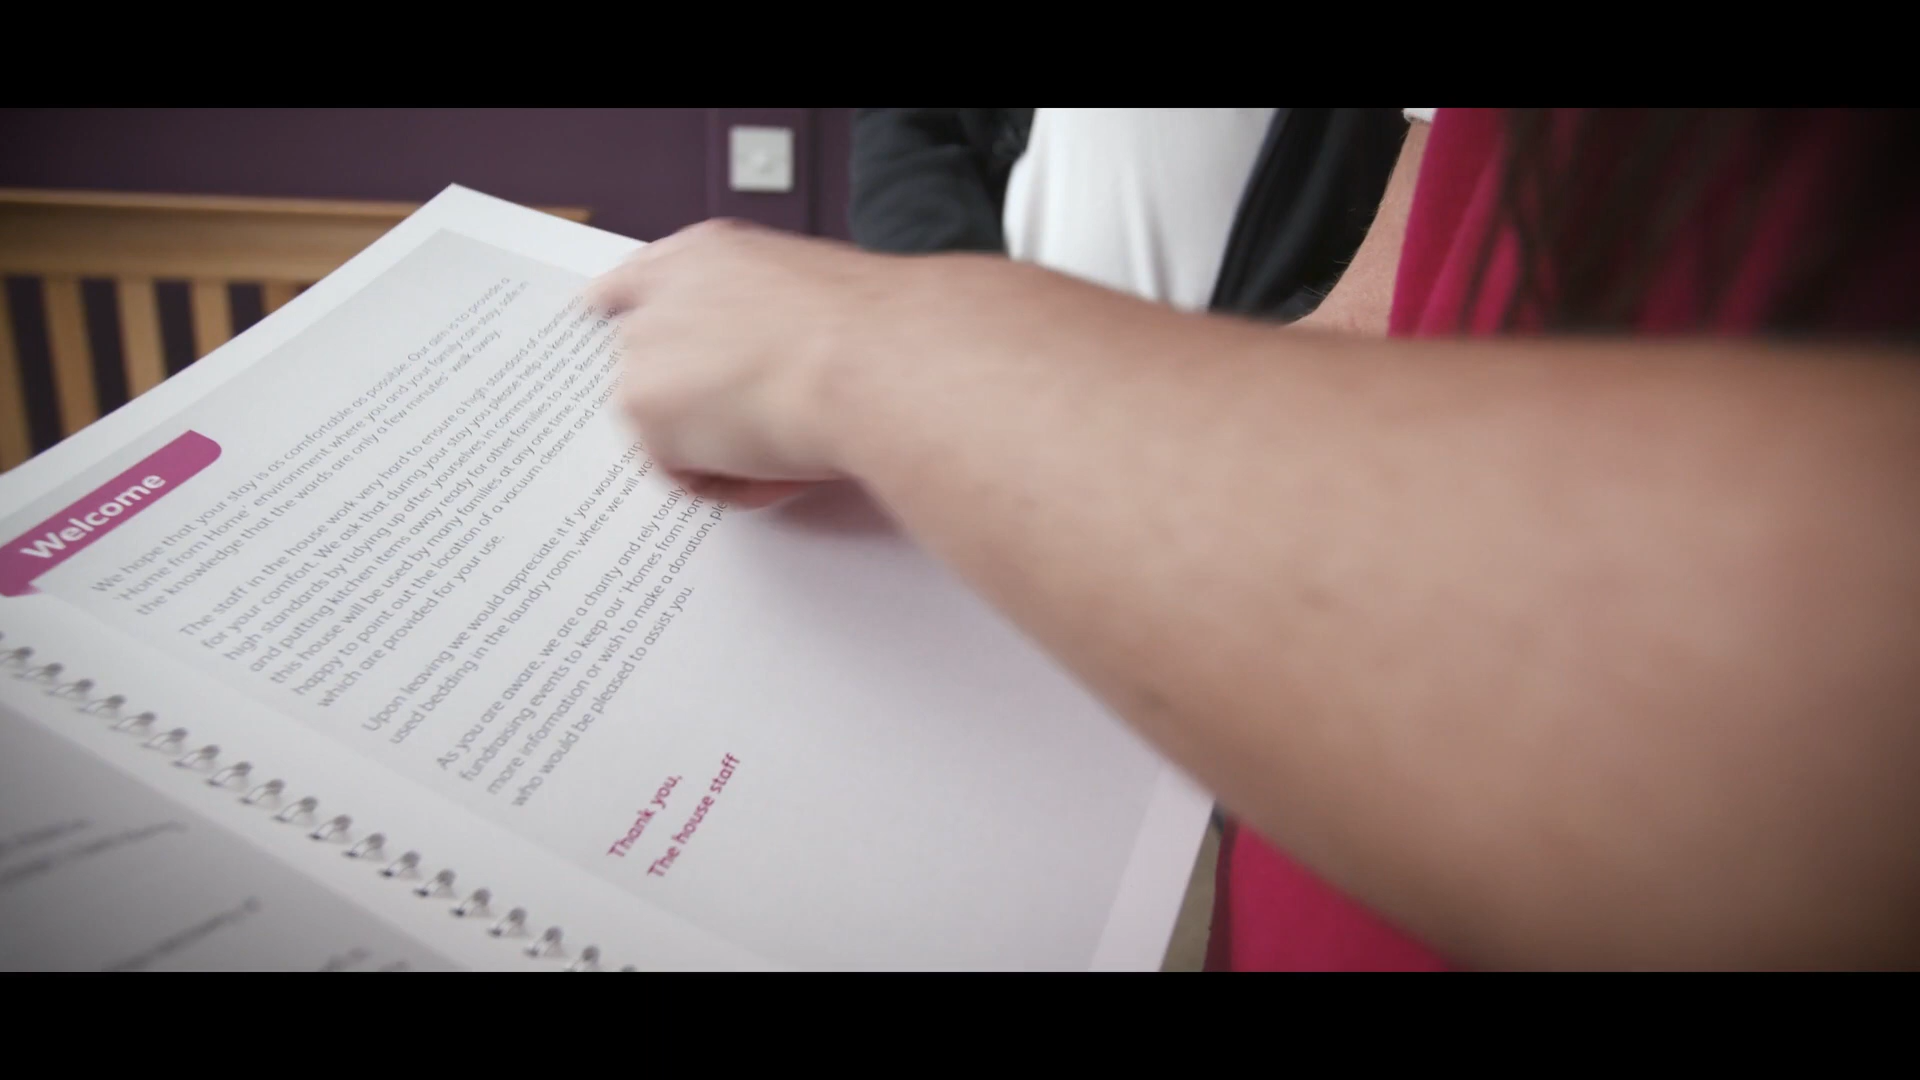 Welcome
We hope that your stay is as comfortable as possible. Our aim is to provide a
'Home from Home' environment where you and your family can stay, safe in
the knowledge that the wards are only a few minutes' walk away.
The staff in the house work very hard to ensure a high standard of cleanliness
for your comfort. We ask that during your stay you please help us keep these
high standards by tidying up after yourselves in communal areas, washing up
and putting kitchen items away ready for other families to use. Remember
this house will be used by many families at any one time. House staff
happy to point out the location of a vacuum cleaner and
which are provided for your use.
Upon leaving we would appreciate it if you would strip
used bedding in the laundry room, where we will
As you are aware, we are a charity and rely totally
fundraising events to keep our 'Homes from
more information or wish to make a donation,
who would be pleased to assist you.
Thank you,
The house staff